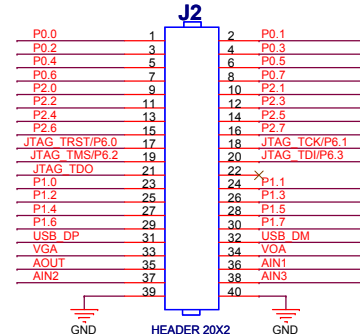 J2
P0.0 1 2 P0.1
P0.2 3 4 P0.3
P0.4 5 6 P0.5
P0.6 7 8 P0.7
P2.0 9 10 P2.1
P2.2 11 12 P2.3
P2.4 13 14 P2.5
P2.6 15 16 P2.7
JTAG_TRST/P6.0 17 18 JTAG_TCK/P6.1
JTAG_TMS/P6.2 19 20 JTAG_TDI/P6.3
JTAG_TDO 21 22
P1.0 23 24 P1.1
P1.2 25 26 P1.3
P1.4 27 28 P1.5
P1.6 29 30 P1.7
USB_DP 31 32 USB_DM
VGA 33 34 VOA
AOUT 35 36 AIN1
AIN2 37 38 AIN3
39 40
GND HEADER 20X2 GND